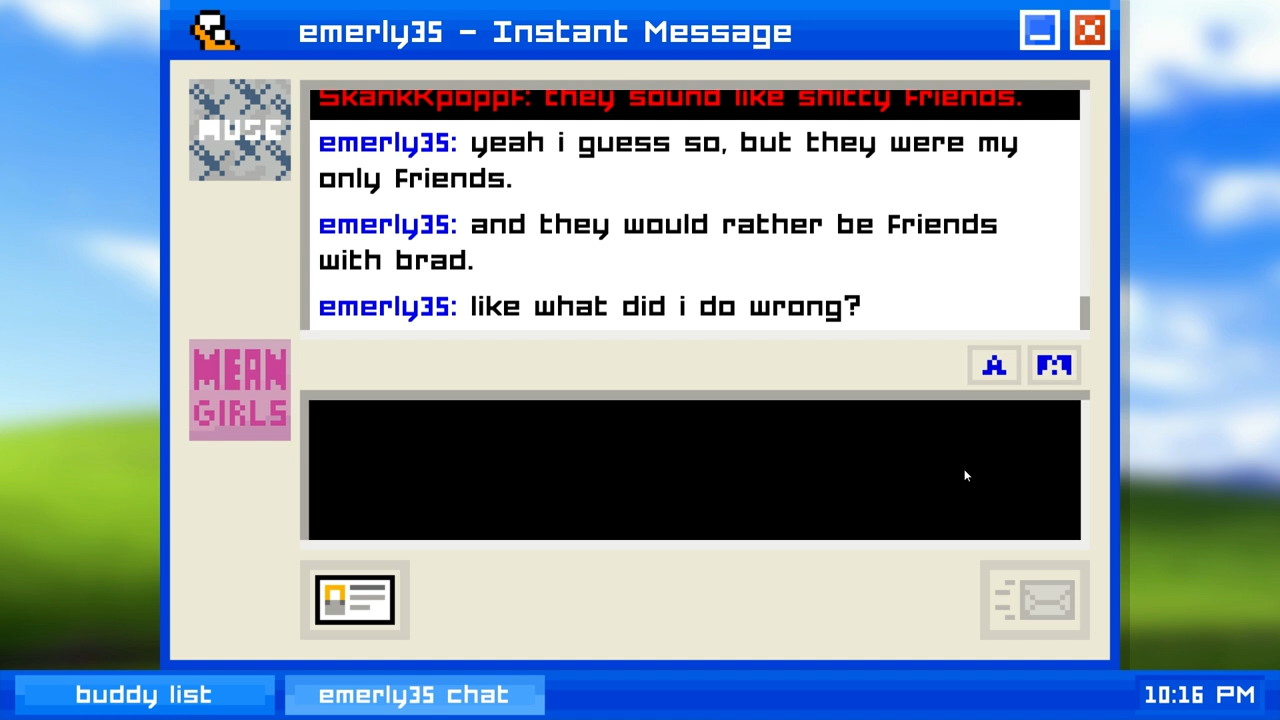 emerly35 - Instant Message
MUSE
SkankKpoppf: they sound like shitty friends.
emerly35: yeah i guess so, but they were my
only friends.
emerly35: and they would rather be friends
with brad.
emerly35: like what did i do wrong?
MEAN
GIRLS
A
buddy list
emerly35 chat
10:16 PM